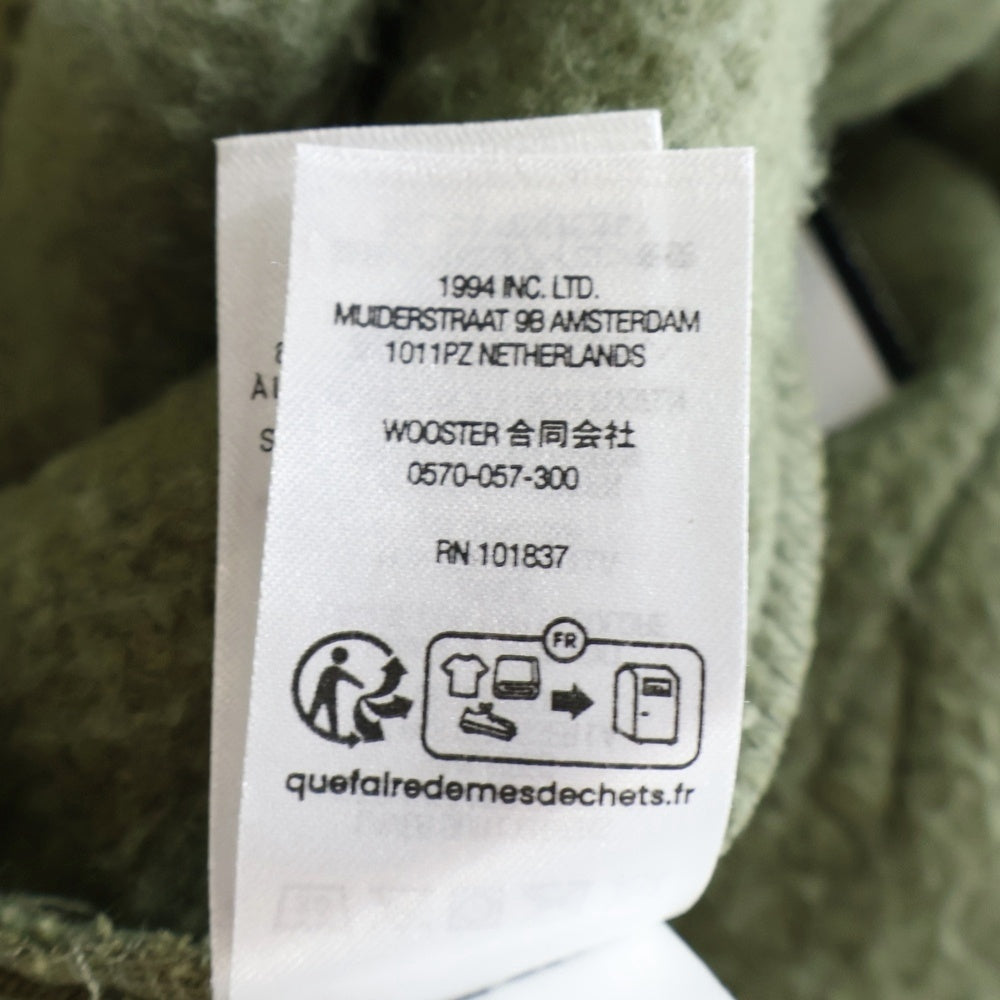 1994 INC. LTD.
MUIDERSTRAAT 9B AMSTERDAM
1011PZ NETHERLANDS
WOOSTER 合同会社
0570-057-300
RN 101837
FR
quefairedemesdechets.fr